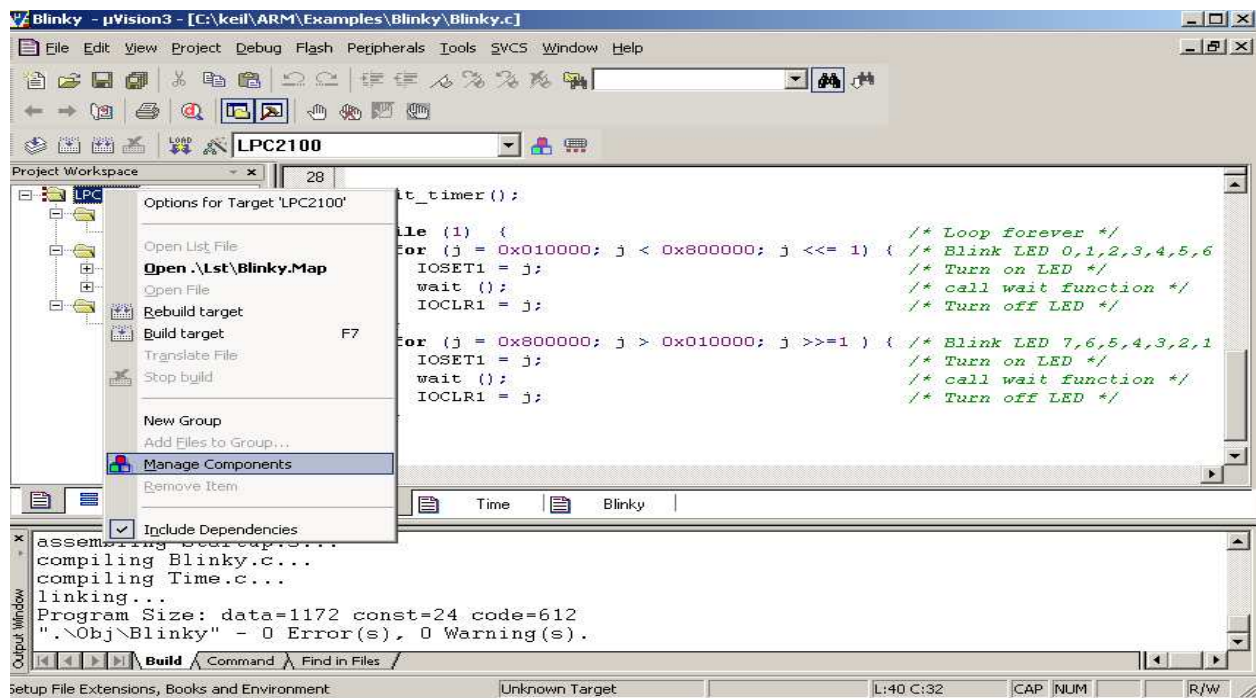 Blinky - µVision3 - [C:\keil\ARM\Examples\Blinky\Blinky.c]
File Edit View Project Debug Flash Peripherals Tools SVCS Window Help
LOAD
LPC2100
Project Workspace
28
LPC
Options for Target 'LPC2100'
Open List File
Open .\Lst\Blinky.Map
Open File
Rebuild target
Build target F7
Translate File
Stop build
New Group
Add Files to Group...
Manage Components
Remove Item
Include Dependencies
it_timer();
ile (1) { /* Loop forever */
for (j = 0x010000; j < 0x800000; j <<= 1) { /* Blink LED 0,1,2,3,4,5,6
IOSET1 = j; /* Turn on LED */
wait (); /* call wait function */
IOCLR1 = j; /* Turn off LED */
for (j = 0x800000; j > 0x010000; j >>=1 ) { /* Blink LED 7,6,5,4,3,2,1
IOSET1 = j; /* Turn on LED */
wait (); /* call wait function */
IOCLR1 = j; /* Turn off LED */
Time Blinky
Output Window
compiling Blinky.c...
compiling Time.c...
linking...
Program Size: data=1172 const=24 code=612
".\Obj\Blinky" - 0 Error(s), 0 Warning(s).
Build Command Find in Files
Setup File Extensions, Books and Environment Unknown Target L:40 C:32 CAP NUM R/W